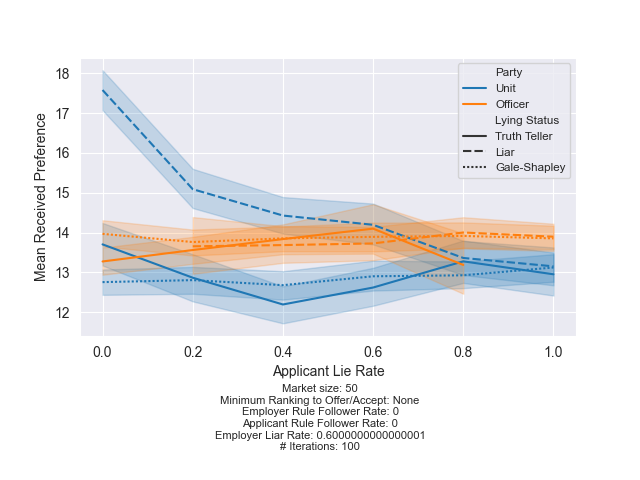 18
17
16
15
14
13
12
Mean Received Preference
Party
Unit
Officer
Lying Status
Truth Teller
Liar
Gale-Shapley
0.0 0.2 0.4 0.6 0.8 1.0
Applicant Lie Rate
Market size: 50
Minimum Ranking to Offer/Accept: None
Employer Rule Follower Rate: 0
Applicant Rule Follower Rate: 0
Employer Liar Rate: 0.6000000000000001
# Iterations: 100